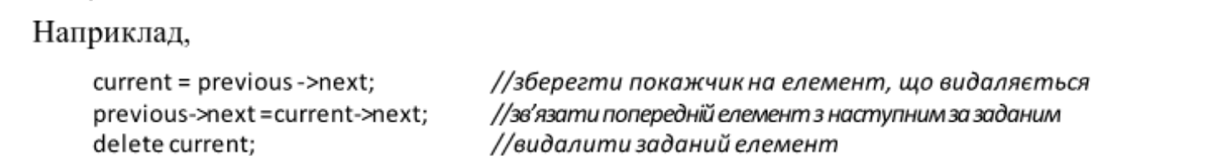 Наприклад,
current = previous ->next; //зберегти покажчик на елемент, що видаляється
previous->next =current->next; //зв’язати попередній елемент з наступним за заданим
delete current; //видалити заданий елемент